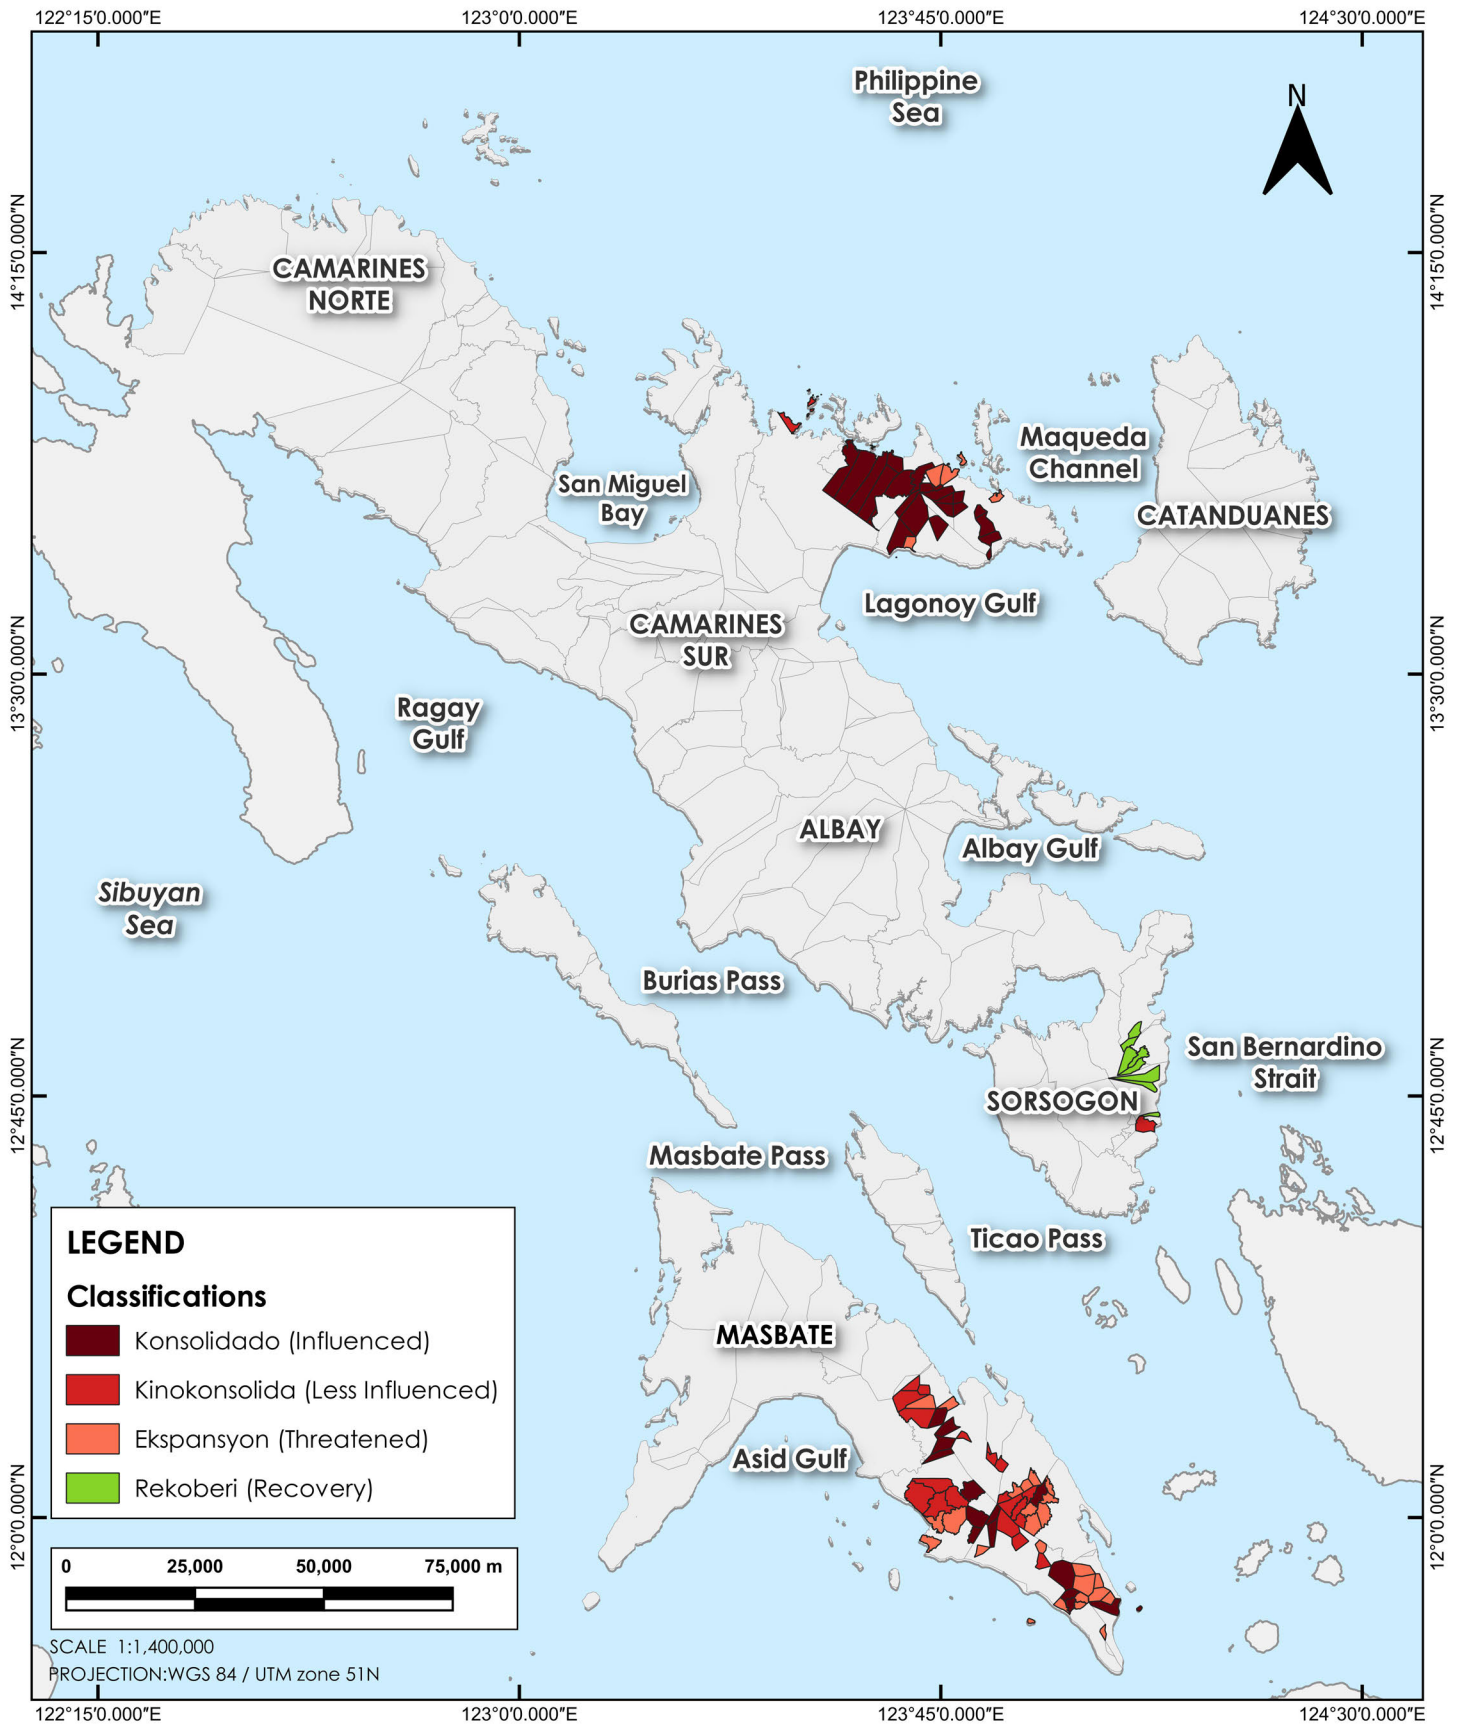 122°15'0.000"E
123°0'0.000"E
123°45'0.000"E
124°30'0.000"E
Philippine
Sea
N
14°15'0.000"N
14°15'0.000"N
CAMARINES
NORTE
Maqueda
Channel
San Miguel
Bay
CATANDUANES
Lagonoy Gulf
CAMARINES
SUR
13°30'0.000"N
13°30'0.000"N
Ragay
Gulf
ALBAY
Albay Gulf
Sibuyan
Sea
Burias Pass
San Bernardino
Strait
12°45'0.000"N
12°45'0.000"N
SORSOGON
Masbate Pass
Ticao Pass
MASBATE
Asid Gulf
12°0'0.000"N
12°0'0.000"N
LEGEND
Classifications
Konsolidado (Influenced)
Kinokonsolida (Less Influenced)
Ekspansyon (Threatened)
Rekoberi (Recovery)
0 25,000 50,000 75,000 m
SCALE 1:1,400,000
PROJECTION:WGS 84 / UTM zone 51N
122°15'0.000"E
123°0'0.000"E
123°45'0.000"E
124°30'0.000"E